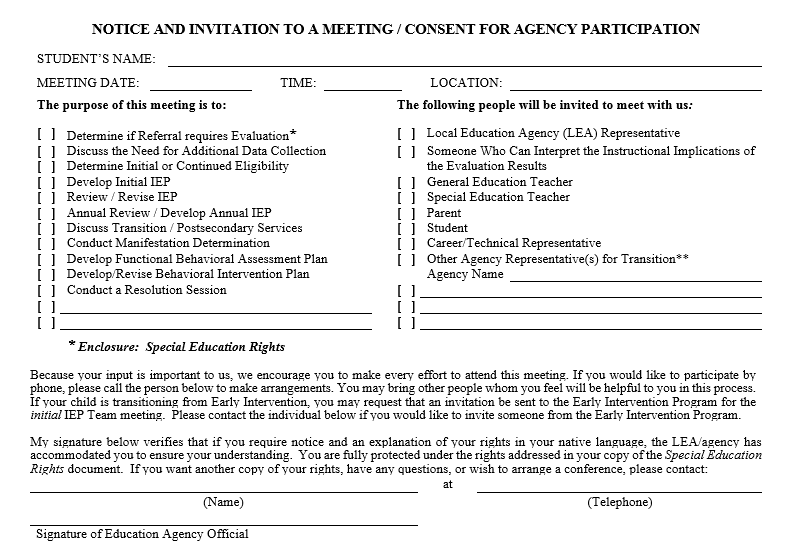 NOTICE AND INVITATION TO A MEETING / CONSENT FOR AGENCY PARTICIPATION
STUDENT'S NAME:
MEETING DATE: TIME: LOCATION:
The purpose of this meeting is to:
[ ] Determine if Referral requires Evaluation*
[ ] Discuss the Need for Additional Data Collection
[ ] Determine Initial or Continued Eligibility
[ ] Develop Initial IEP
[ ] Review / Revise IEP
[ ] Annual Review / Develop Annual IEP
[ ] Discuss Transition / Postsecondary Services
[ ] Conduct Manifestation Determination
[ ] Develop Functional Behavioral Assessment Plan
[ ] Develop/Revise Behavioral Intervention Plan
[ ] Conduct a Resolution Session
[ ]
[ ]
* Enclosure: Special Education Rights
The following people will be invited to meet with us:
[ ] Local Education Agency (LEA) Representative
[ ] Someone Who Can Interpret the Instructional Implications of
the Evaluation Results
[ ] General Education Teacher
[ ] Special Education Teacher
[ ] Parent
[ ] Student
[ ] Career/Technical Representative
[ ] Other Agency Representative(s) for Transition**
Agency Name
[ ]
[ ]
[ ]
Because your input is important to us, we encourage you to make every effort to attend this meeting. If you would like to participate by
phone, please call the person below to make arrangements. You may bring other people whom you feel will be helpful to you in this process.
If your child is transitioning from Early Intervention, you may request that an invitation be sent to the Early Intervention Program for the
initial IEP Team meeting. Please contact the individual below if you would like to invite someone from the Early Intervention Program.
My signature below verifies that if you require notice and an explanation of your rights in your native language, the LEA/agency has
accommodated you to ensure your understanding. You are fully protected under the rights addressed in your copy of the Special Education
Rights document. If you want another copy of your rights, have any questions, or wish to arrange a conference, please contact:
at
(Name) (Telephone)
Signature of Education Agency Official